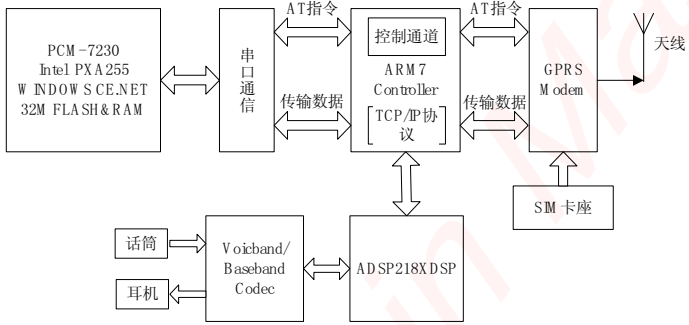 PCM-7230
Intel PXA255
WINDOWSCE.NET
32M FLASH&RAM
串
口
通
信
AT指令
传输数据
控制通道
ARM7
Controller
TCP/IP协
议
AT指令
传输数据
GPRS
Modem
天线
SIM卡座
话筒
耳机
Voicband/
Baseband
Codec
ADSP218XDSP